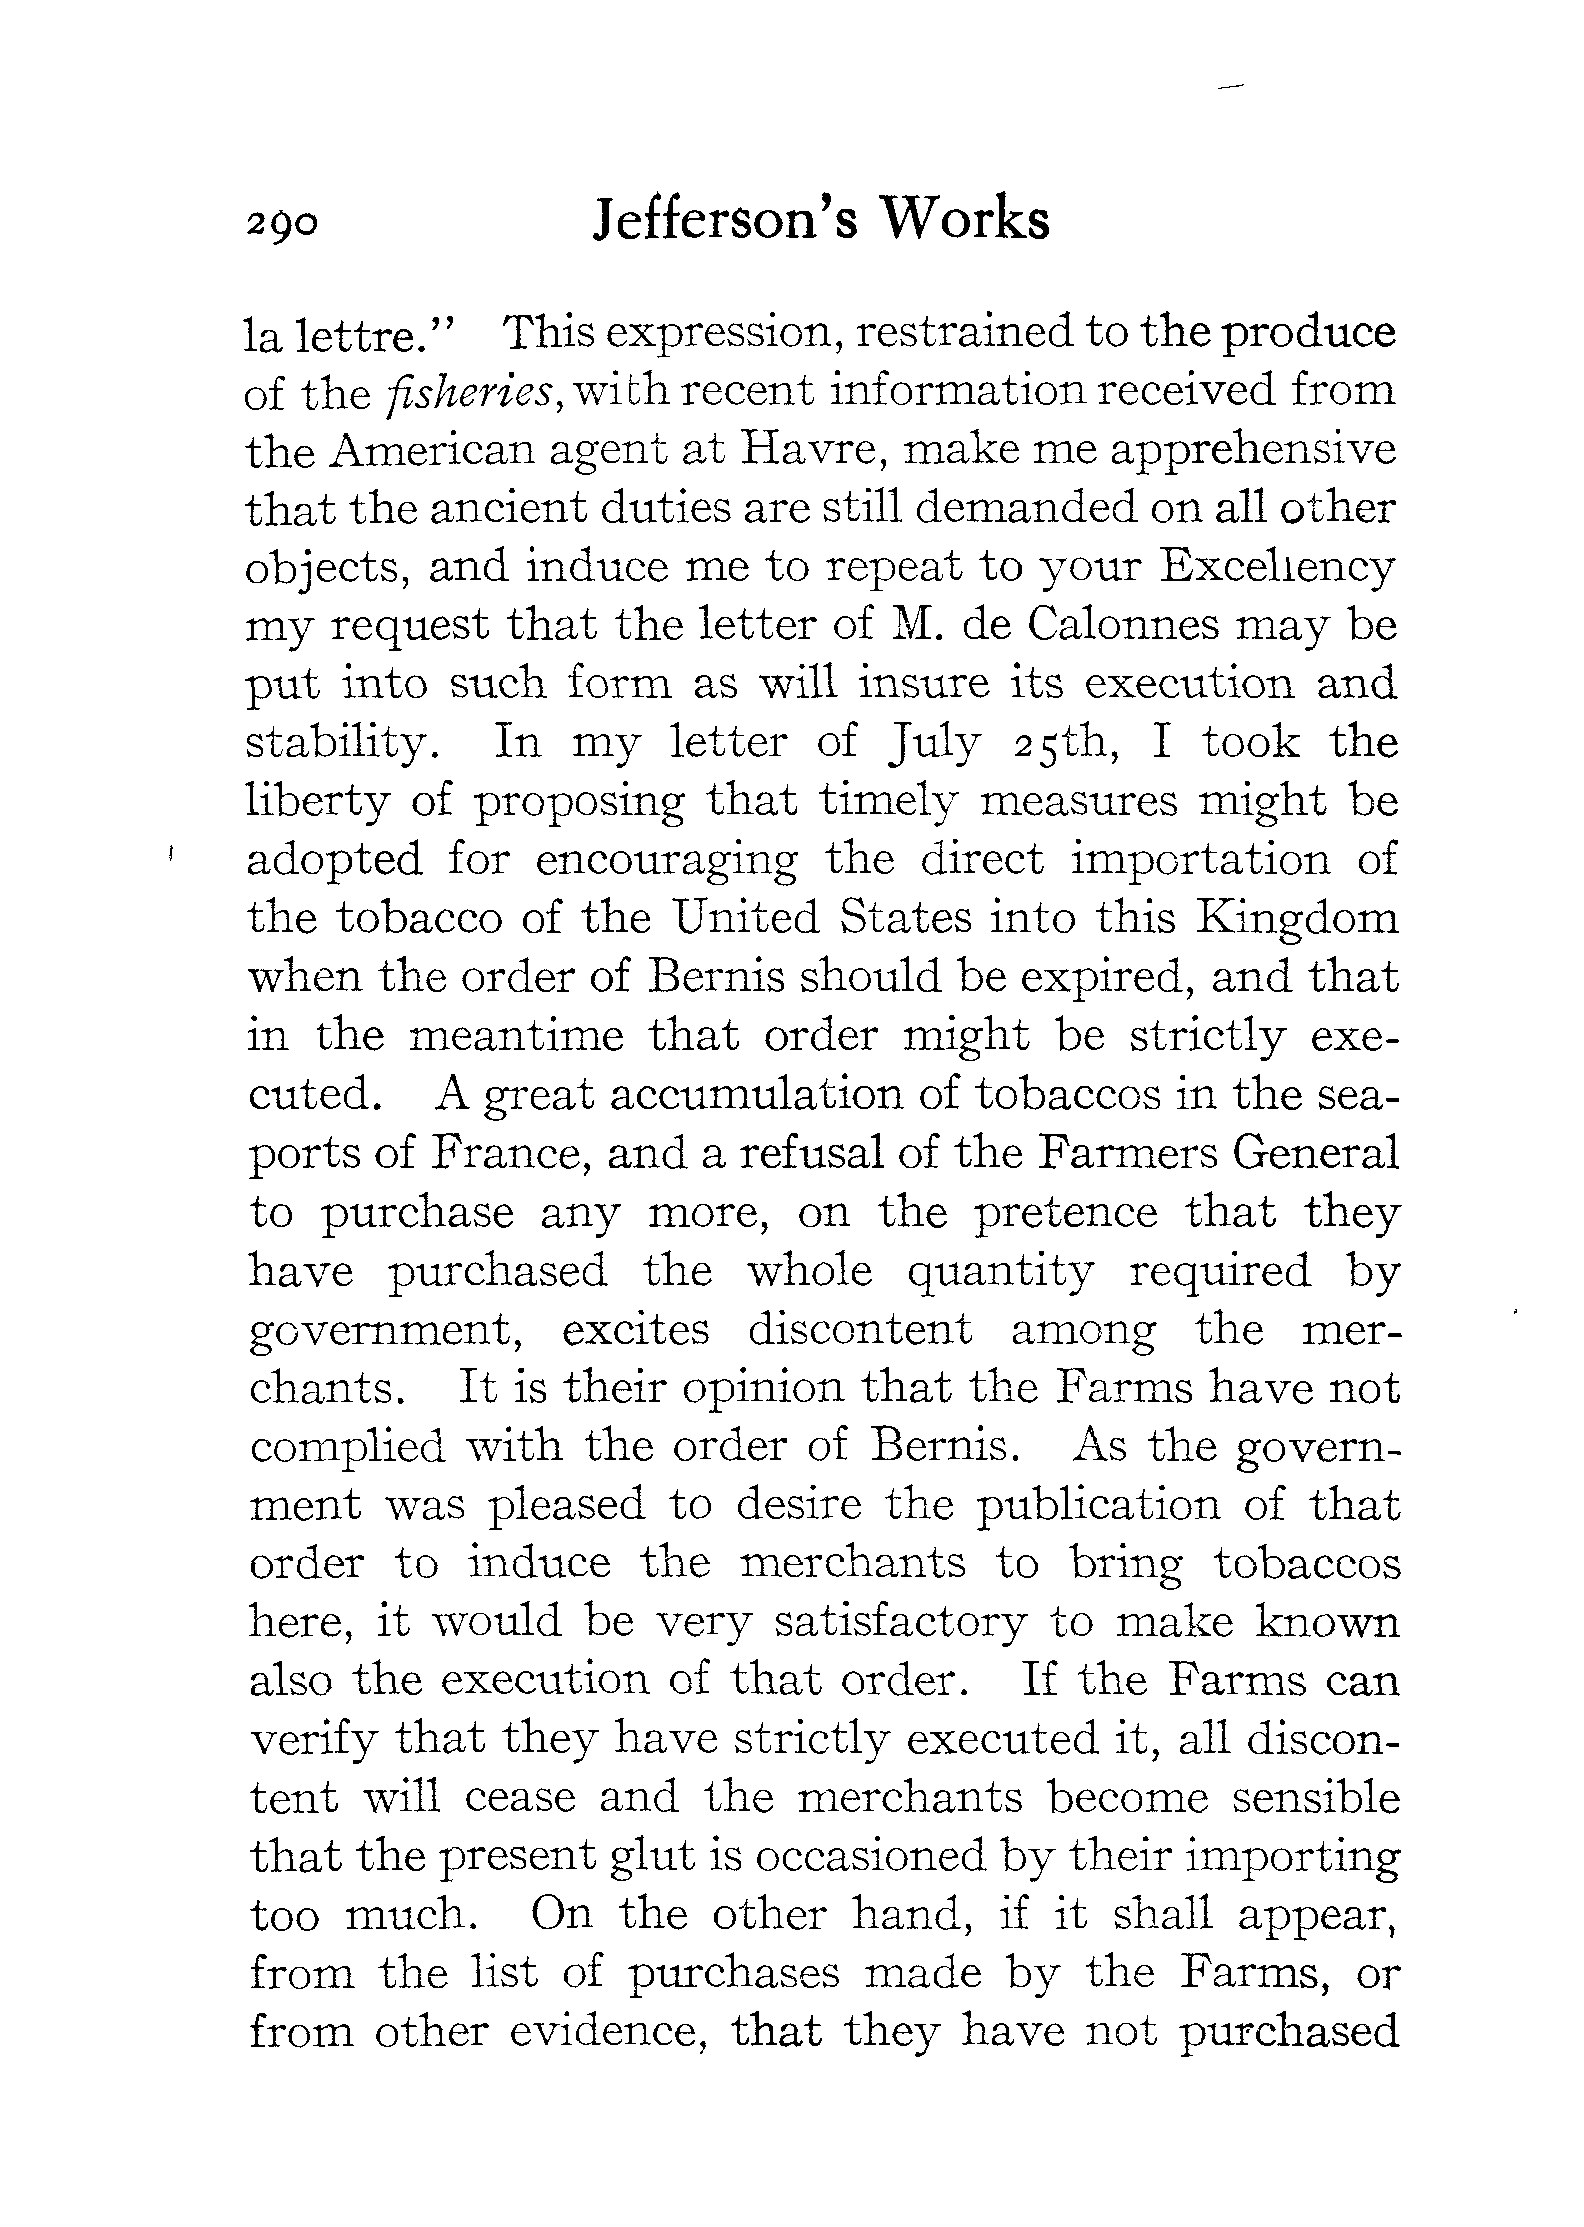 290 Jefferson's Works
la lettre." This expression, restrained to the produce
of the fisheries, with recent information received from
the American agent at Havre, make me apprehensive
that the ancient duties are still demanded on all other
objects, and induce me to repeat to your Excellency
my request that the letter of M. de Calonnes may be
put into such form as will insure its execution and
stability. In my letter of July 25th, I took the
liberty of proposing that timely measures might be
adopted for encouraging the direct importation of
the tobacco of the United States into this Kingdom
when the order of Bernis should be expired, and that
in the meantime that order might be strictly exe-
cuted. A great accumulation of tobaccos in the sea-
ports of France, and a refusal of the Farmers General
to purchase any more, on the pretence that they
have purchased the whole quantity required by
government, excites discontent among the mer-
chants. It is their opinion that the Farms have not
complied with the order of Bernis. As the govern-
ment was pleased to desire the publication of that
order to induce the merchants to bring tobaccos
here, it would be very satisfactory to make known
also the execution of that order. If the Farms can
verify that they have strictly executed it, all discon-
tent will cease and the merchants become sensible
that the present glut is occasioned by their importing
too much. On the other hand, if it shall appear,
from the list of purchases made by the Farms, or
from other evidence, that they have not purchased